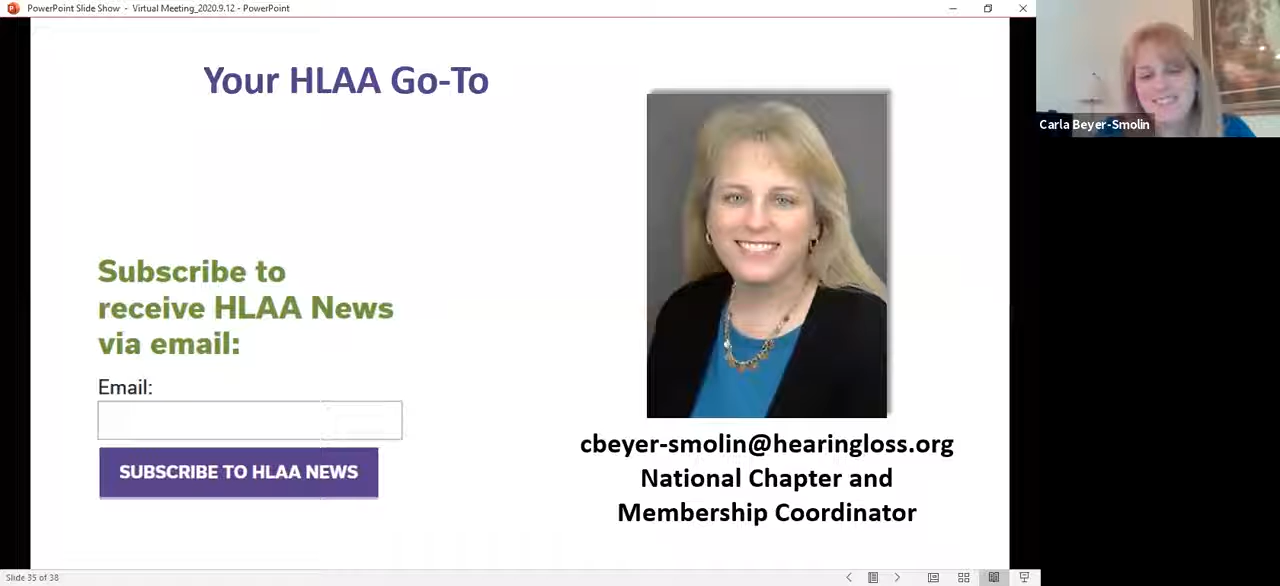 PowerPoint Slide Show - Virtual Meeting_2020.9.12 - PowerPoint
Your HLAA Go-To
Carla Beyer-Smolin
Subscribe to
receive HLAA News
via email:
Email:
SUBSCRIBE TO HLAA NEWS
cbeyer-smolin@hearingloss.org
National Chapter and
Membership Coordinator
Slide 35 of 38